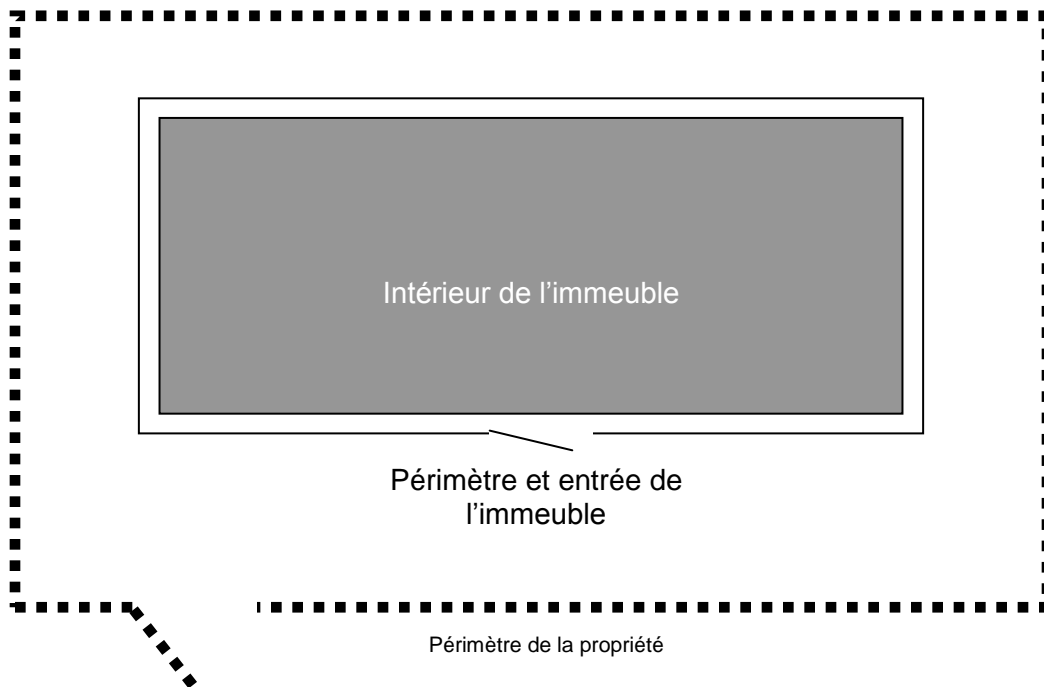 Intérieur de l’immeuble
Périmètre et entrée de
l’immeuble
Périmètre de la propriété